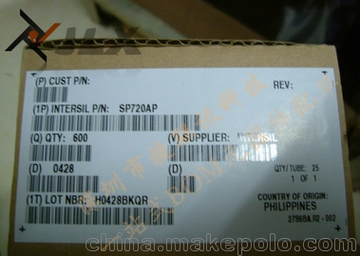 (P) CUST P/N:
REV:
(1P) INTERSIL P/N: SP720AP
(Q) QTY: 600
(V) SUPPLIER: INTERSIL
(D) 0428
(D)
QTY/TUBE: 25
1 OF 1
(1T) LOT NBR: H0428BKQR
COUNTRY OF ORIGIN:
PHILIPPINES
china.makepolo.com